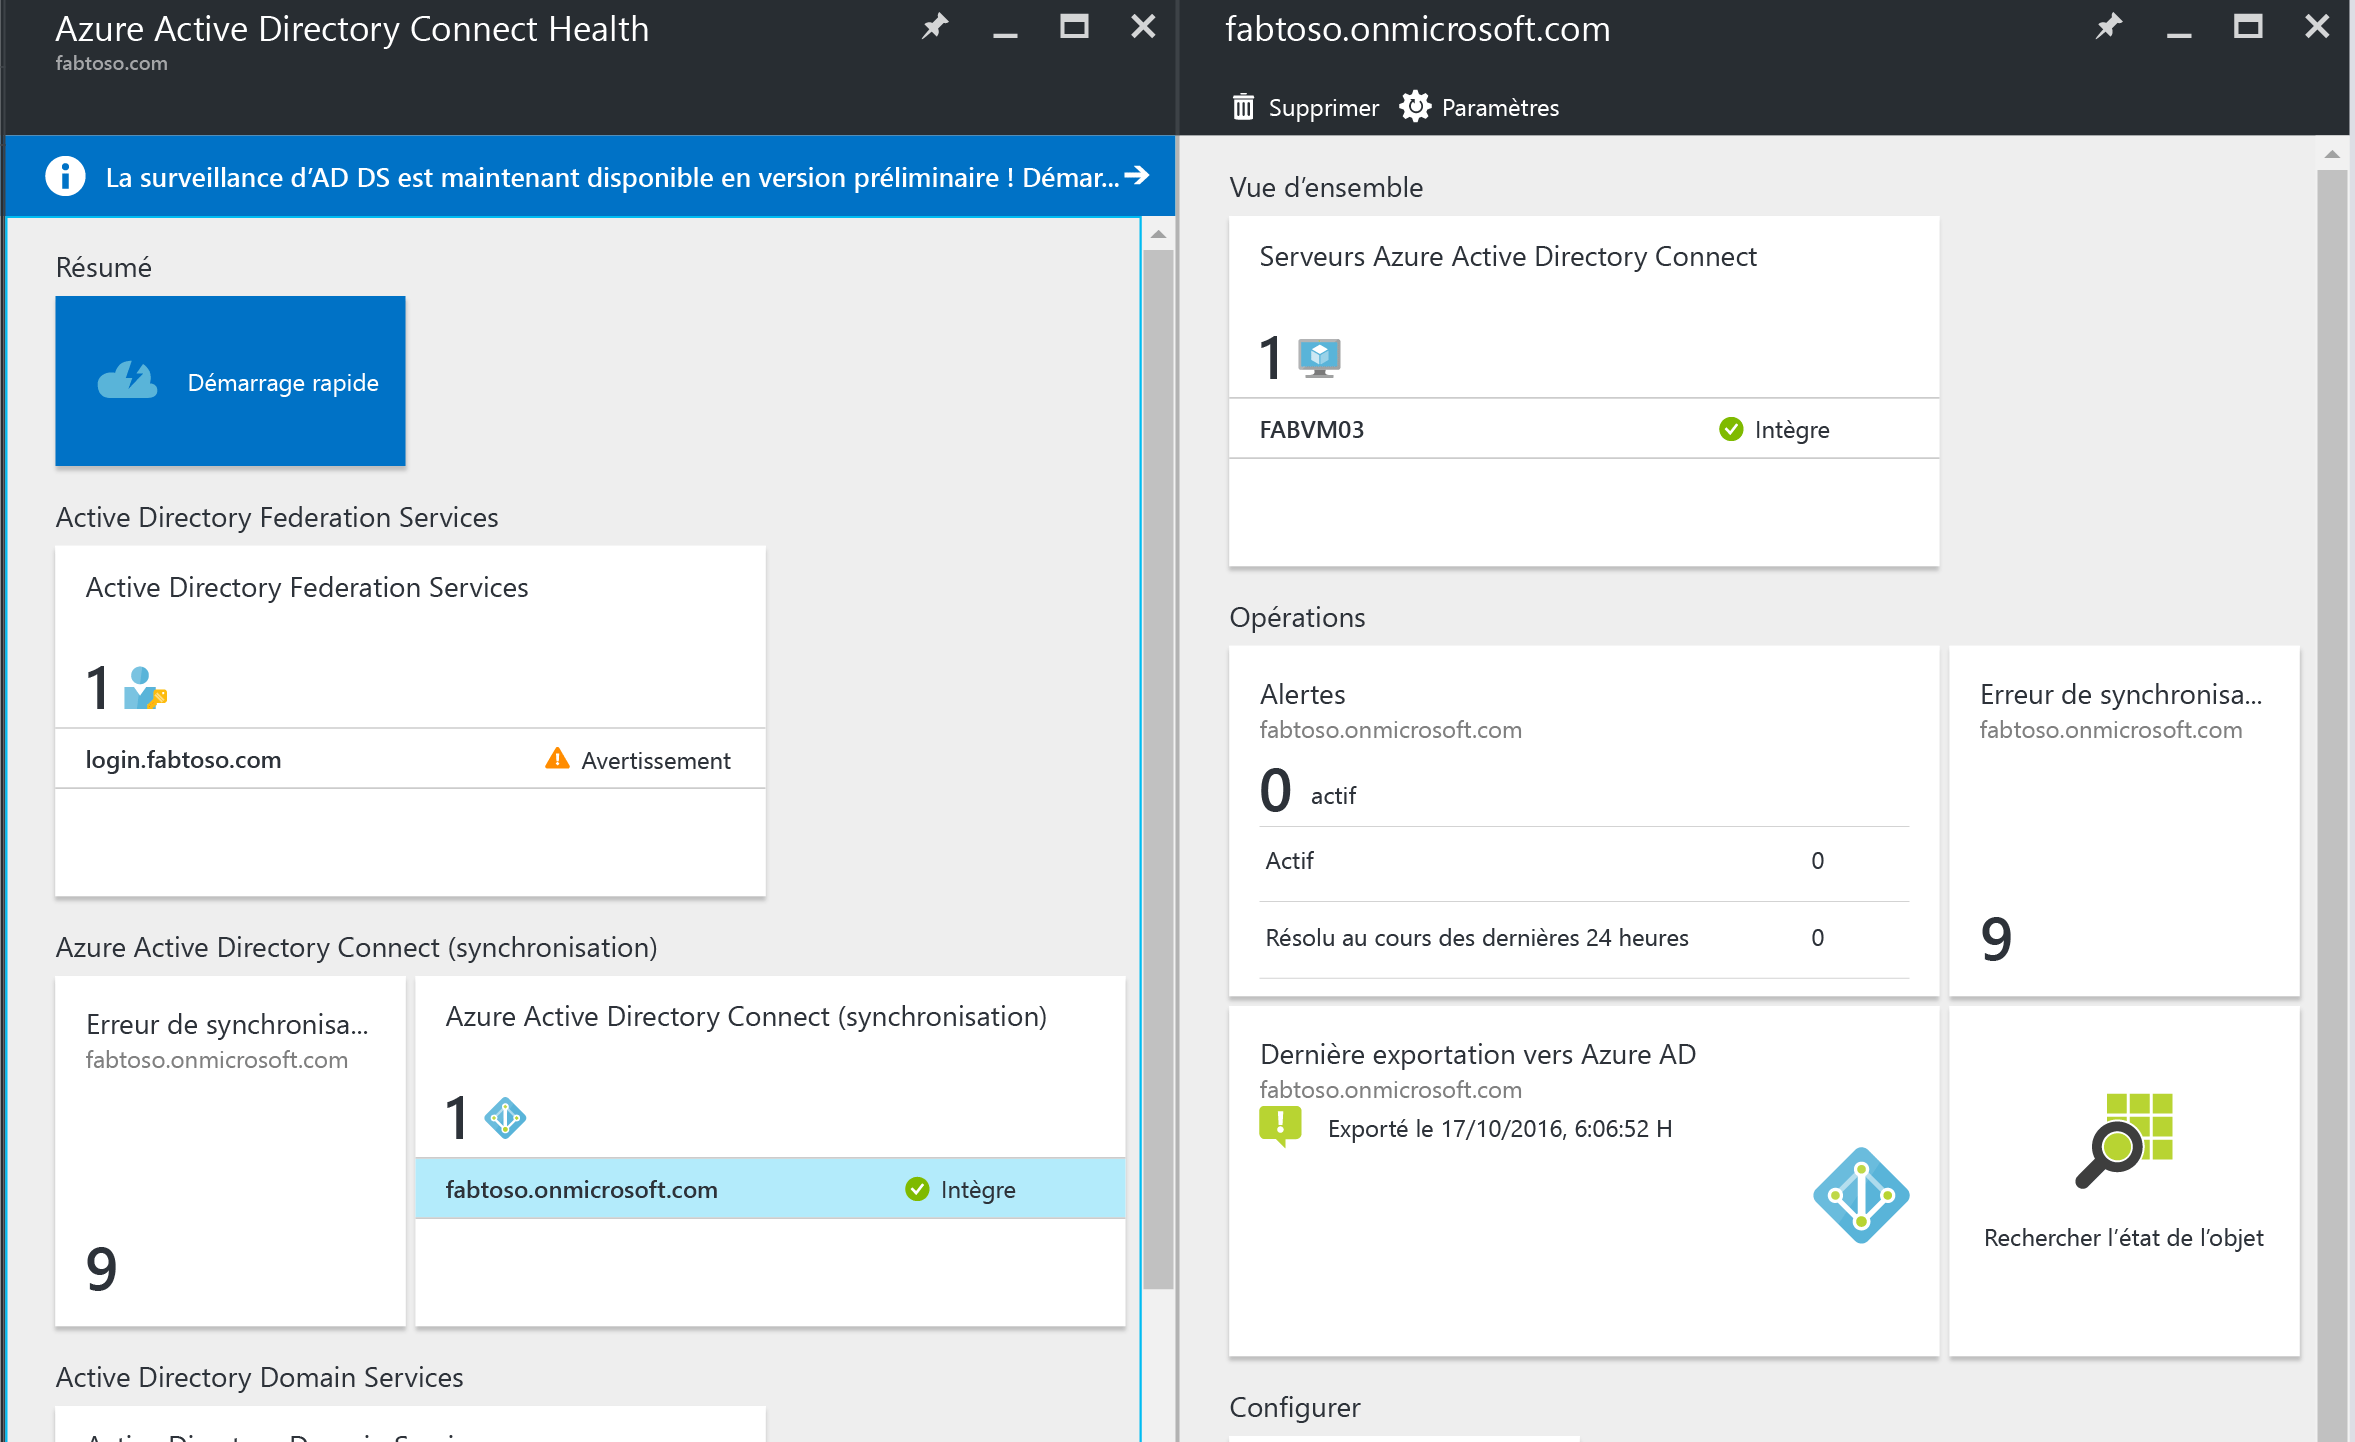 Azure Active Directory Connect Health
fabtoso.com
La surveillance d’AD DS est maintenant disponible en version préliminaire ! Démar...
Résumé
Démarrage rapide
Active Directory Federation Services
Active Directory Federation Services
1
login.fabtoso.com Avertissement
Azure Active Directory Connect (synchronisation)
Erreur de synchronisa...
fabtoso.onmicrosoft.com
9
Azure Active Directory Connect (synchronisation)
1
fabtoso.onmicrosoft.com Intègre
Active Directory Domain Services
fabtoso.onmicrosoft.com
Supprimer Paramètres
Vue d’ensemble
Serveurs Azure Active Directory Connect
1
FABVM03 Intègre
Opérations
Alertes
fabtoso.onmicrosoft.com
0 actif
Actif 0
Résolu au cours des dernières 24 heures 0
Erreur de synchronisa...
fabtoso.onmicrosoft.com
9
Dernière exportation vers Azure AD
fabtoso.onmicrosoft.com
Exporté le 17/10/2016, 6:06:52 H
Rechercher l’état de l’objet
Configurer